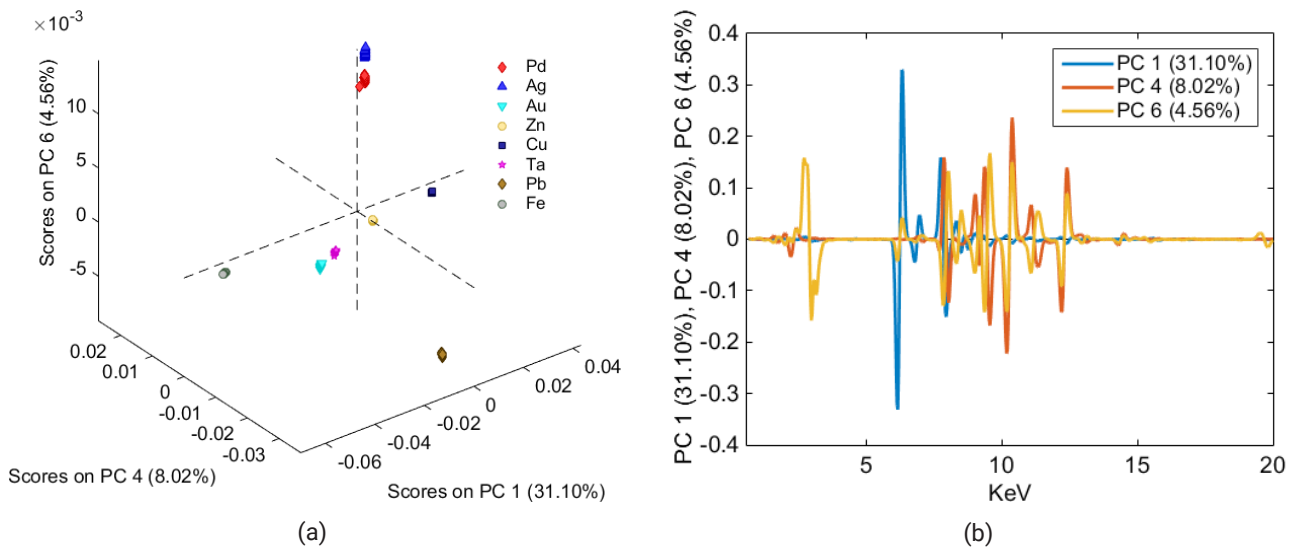 ×10⁻³
10
5
0
-5
Scores on PC 6 (4.56%)
0.02
0.01
0
-0.01
-0.02
-0.03
Scores on PC 4 (8.02%)
-0.06
-0.04
-0.02
0
0.02
0.04
Scores on PC 1 (31.10%)
Pd
Ag
Au
Zn
Cu
Ta
Pb
Fe
(a)
PC 1 (31.10%), PC 4 (8.02%), PC 6 (4.56%)
0.4
0.3
0.2
0.1
0
-0.1
-0.2
-0.3
-0.4
PC 1 (31.10%)
PC 4 (8.02%)
PC 6 (4.56%)
5
10
15
20
KeV
(b)